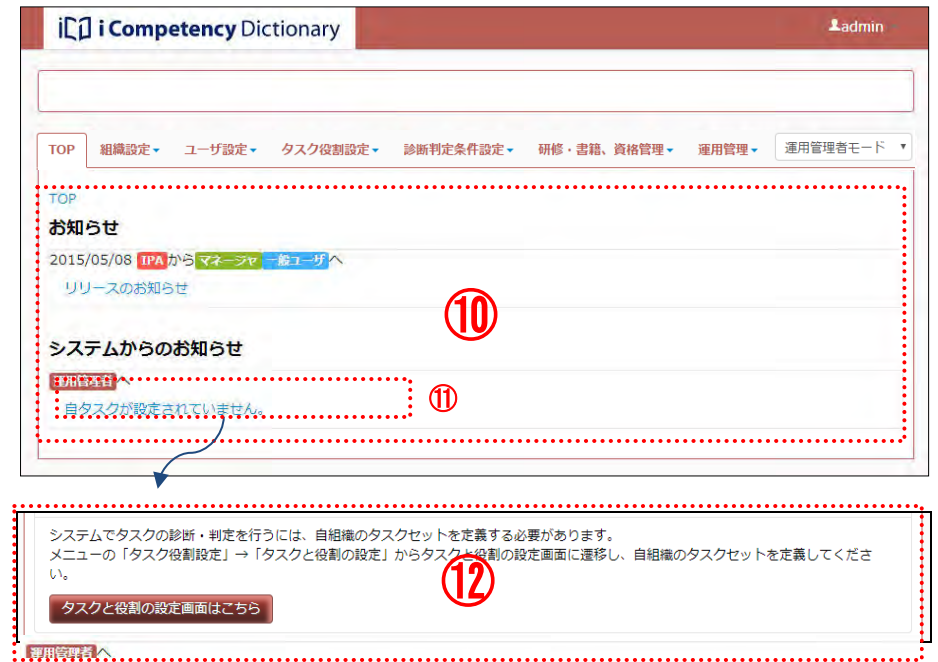 iCD i Competency Dictionary
admin
TOP 組織設定 ユーザ設定 タスク役割設定 診断判定条件設定 研修・書籍、資格管理 運用管理 運用管理者モード
TOP
お知らせ
2015/05/08 IPAからマネージャ一般ユーザへ
リリースのお知らせ
⑩
システムからのお知らせ
運用管理者へ
自タスクが設定されていません。
⑪
システムでタスクの診断・判定を行うには、自組織のタスクセットを定義する必要があります。
メニューの「タスク役割設定」→「タスクと役割の設定」からタスクと役割の設定画面に遷移し、自組織のタスクセットを定義してくださ
い。
⑫
タスクと役割の設定画面はこちら
運用管理者へ